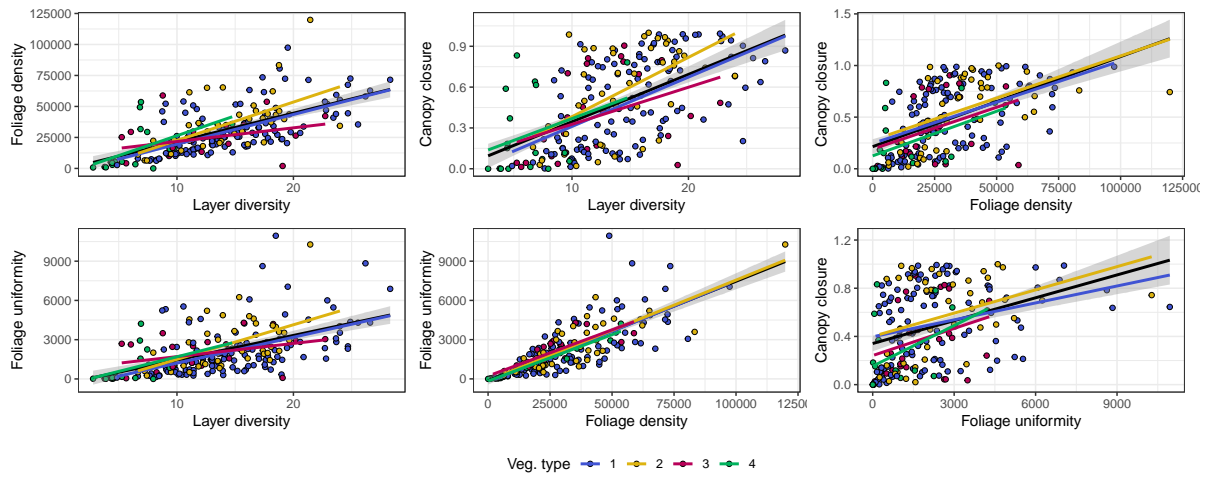 125000
100000
75000
50000
25000
0
Foliage density
10 20
Layer diversity
0.9
0.6
0.3
0.0
Canopy closure
10 20
Layer diversity
1.5
1.0
0.5
0.0
Canopy closure
0 25000 50000 75000 100000 125000
Foliage density
9000
6000
3000
0
Foliage uniformity
10 20
Layer diversity
9000
6000
3000
0
Foliage uniformity
0 25000 50000 75000 100000 12500
Foliage density
1.2
0.8
0.4
0.0
Canopy closure
0 3000 6000 9000
Foliage uniformity
Veg. type 1 2 3 4